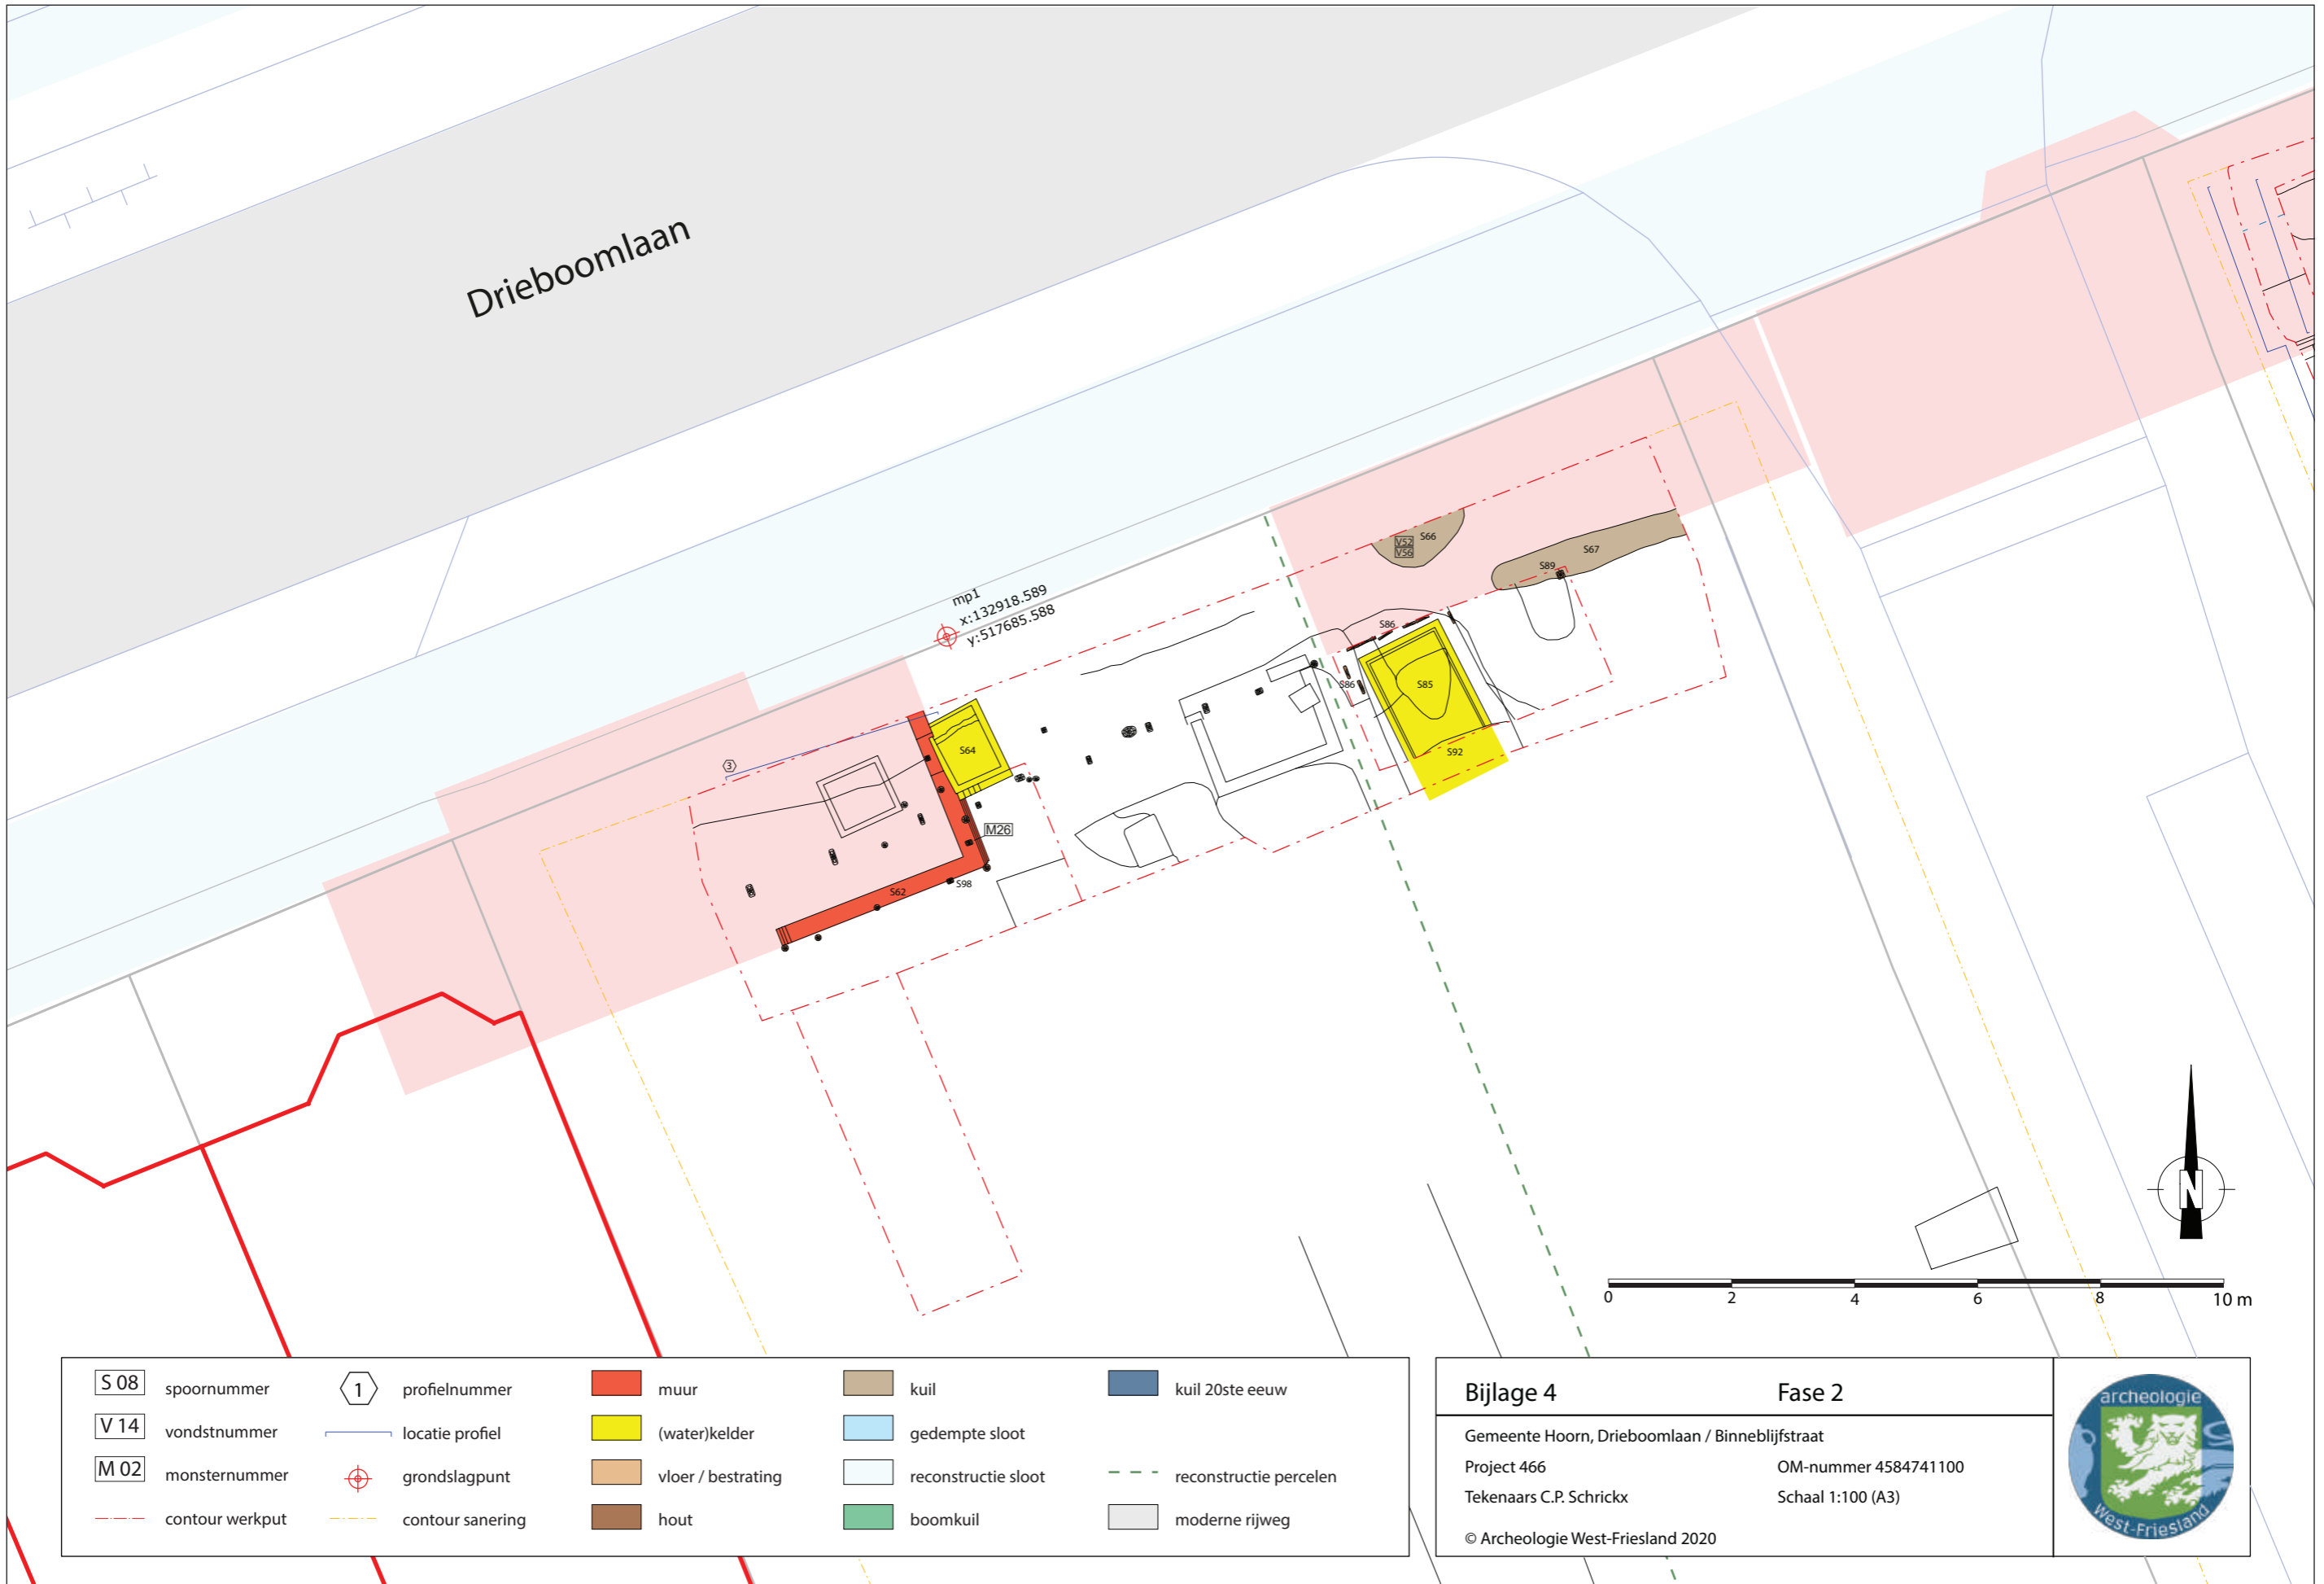 Drieboomlaan
mp1
x:132918.589
y:517685.588
V52
V56
S66
S67
S89
S86
S86
S85
S92
S64
3
M26
S62
S98
N
0 2 4 6 8 10 m
S 08 spoornummer
V 14 vondstnummer
M 02 monsternummer
contour werkput
1 profielnummer
locatie profiel
grondslagpunt
contour sanering
muur
(water)kelder
vloer / bestrating
hout
kuil
gedempte sloot
reconstructie sloot
boomkuil
kuil 20ste eeuw
reconstructie percelen
moderne rijweg
Bijlage 4 Fase 2
Gemeente Hoorn, Drieboomlaan / Binneblijfstraat
Project 466 OM-nummer 4584741100
Tekenaars C.P. Schrickx Schaal 1:100 (A3)
© Archeologie West-Friesland 2020
archeologie
West-Friesland